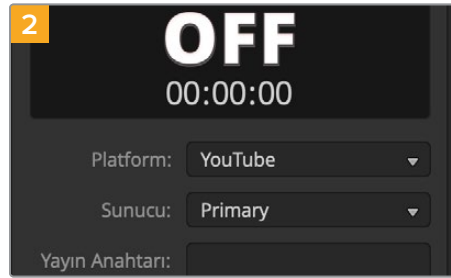 2
OFF
00:00:00
Platform: YouTube
Sunucu: Primary
Yayın Anahtarı: